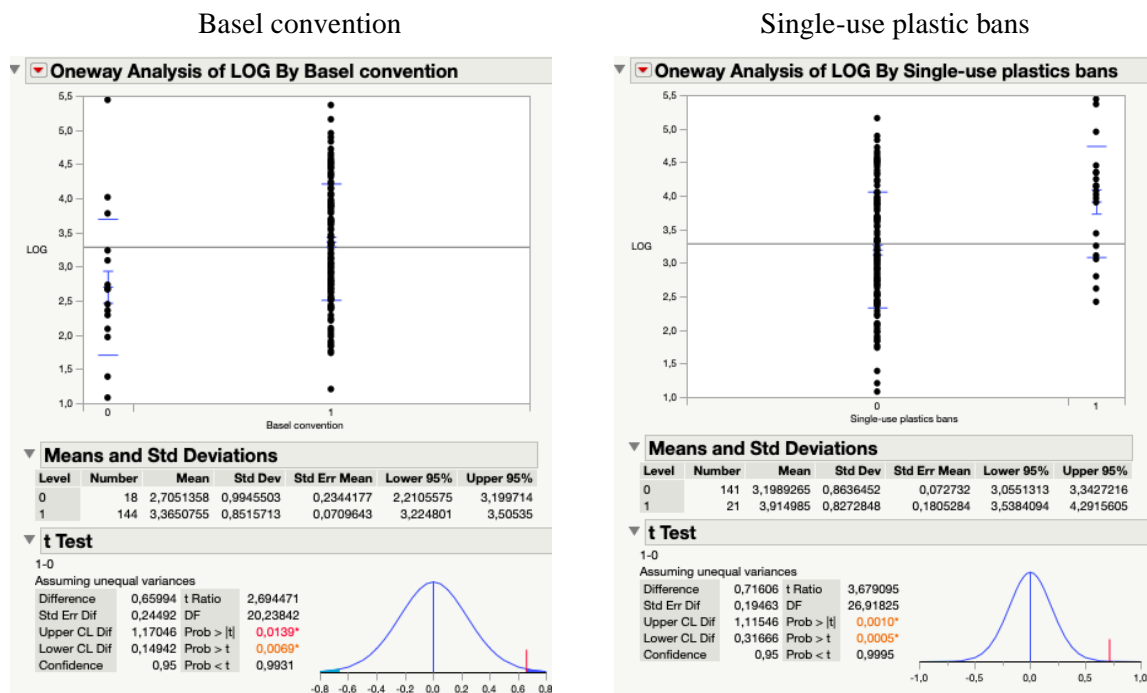 Basel convention
Oneway Analysis of LOG By Basel convention
5,5
5,0
4,5
4,0
3,5
3,0
2,5
2,0
1,5
1,0
LOG
0 1
Basel convention
Means and Std Deviations
Level Number Mean Std Dev Std Err Mean Lower 95% Upper 95%
0 18 2,7051358 0,9945503 0,2344177 2,2105575 3,199714
1 144 3,3650755 0,8515713 0,0709643 3,224801 3,50535
t Test
1-0
Assuming unequal variances
Difference 0,65994 t Ratio 2,694471
Std Err Dif 0,24492 DF 20,23842
Upper CL Dif 1,17046 Prob > |t| 0,0139*
Lower CL Dif 0,14942 Prob > t 0,0069*
Confidence 0,95 Prob < t 0,9931
-0,8 -0,6 -0,4 -0,2 0,0 0,2 0,4 0,6 0,8
Single-use plastic bans
Oneway Analysis of LOG By Single-use plastics bans
5,5
5,0
4,5
4,0
3,5
3,0
2,5
2,0
1,5
1,0
LOG
0 1
Single-use plastics bans
Means and Std Deviations
Level Number Mean Std Dev Std Err Mean Lower 95% Upper 95%
0 141 3,1989265 0,8636452 0,072732 3,0551313 3,3427216
1 21 3,914985 0,8272848 0,1805284 3,5384094 4,2915605
t Test
1-0
Assuming unequal variances
Difference 0,71606 t Ratio 3,679095
Std Err Dif 0,19463 DF 26,91825
Upper CL Dif 1,11546 Prob > |t| 0,0010*
Lower CL Dif 0,31666 Prob > t 0,0005*
Confidence 0,95 Prob < t 0,9995
-1,0 -0,5 0,0 0,5 1,0